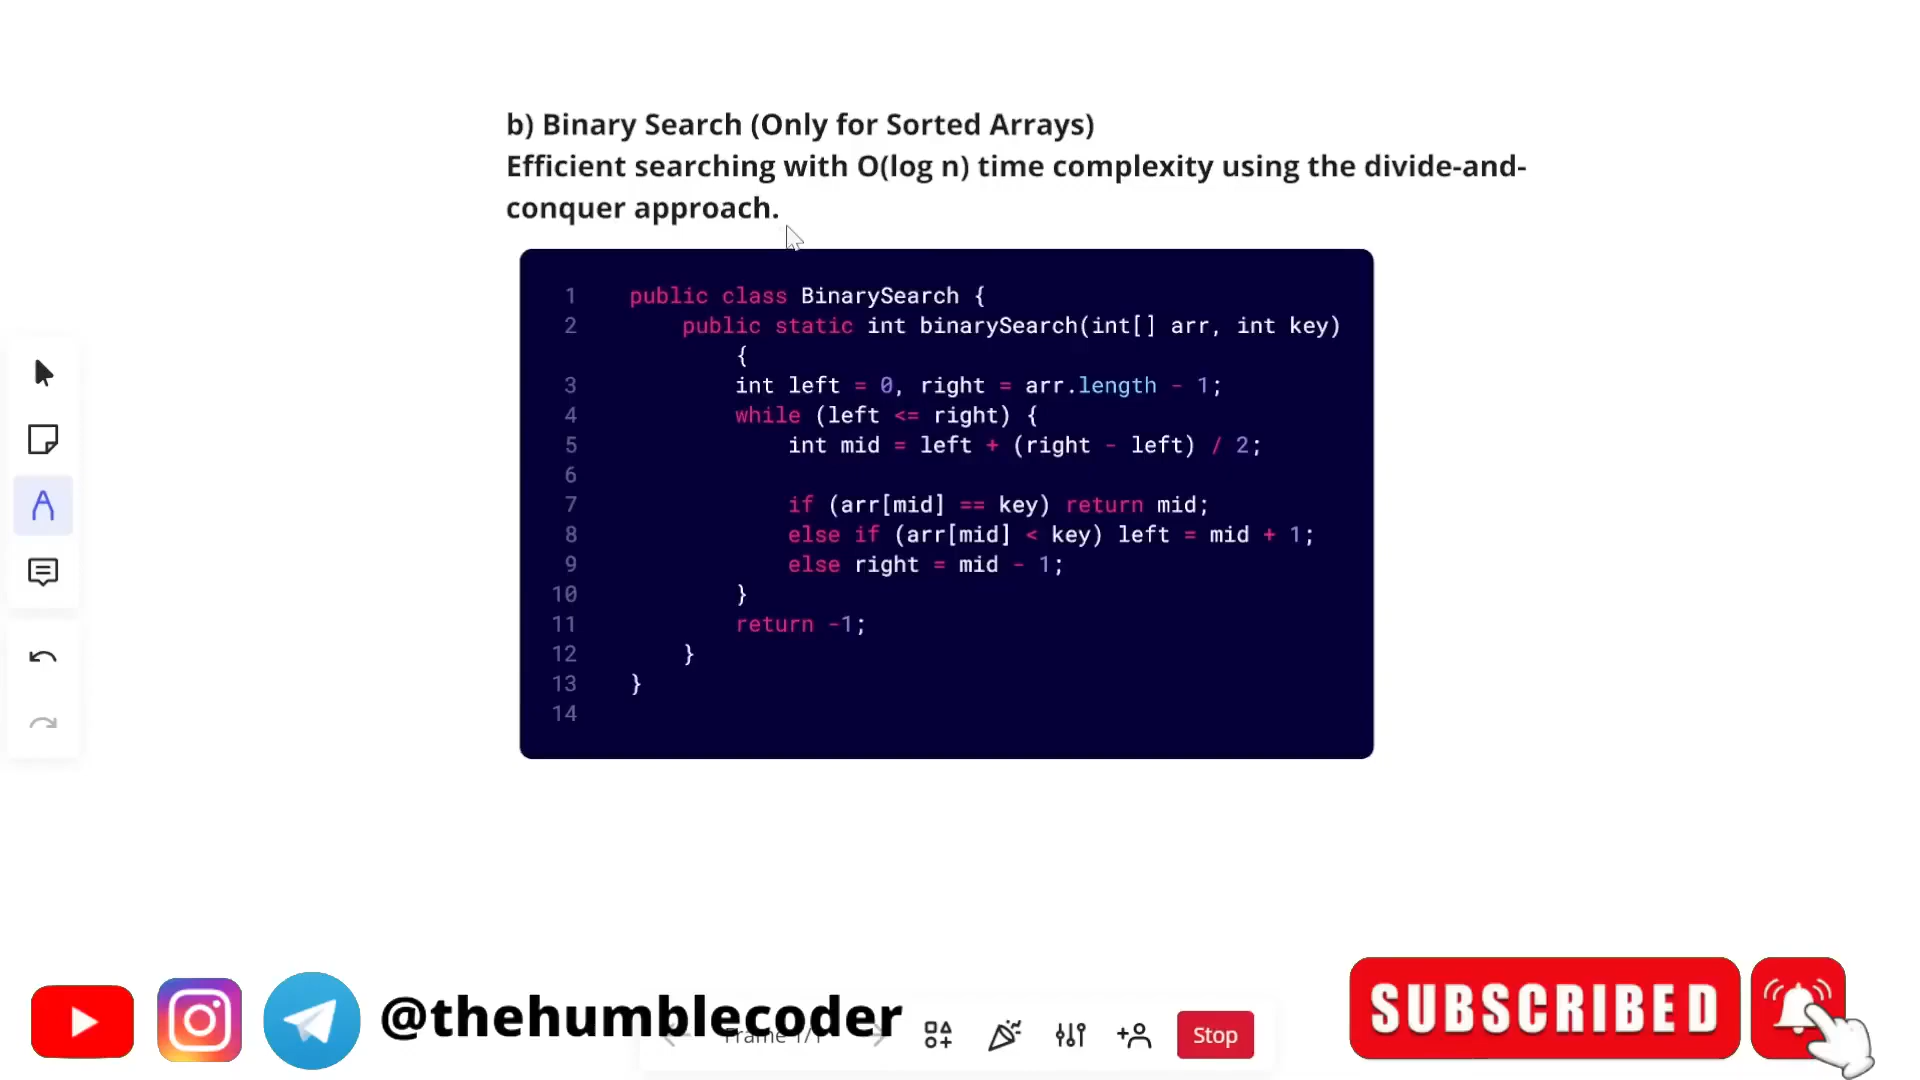 b) Binary Search (Only for Sorted Arrays)
Efficient searching with O(log n) time complexity using the divide-and-
conquer approach.
1 public class BinarySearch {
2 public static int binarySearch(int[] arr, int key)
{
3 int left = 0, right = arr.length - 1;
4 while (left <= right) {
5 int mid = left + (right - left) / 2;
6
7 if (arr[mid] == key) return mid;
8 else if (arr[mid] < key) left = mid + 1;
9 else right = mid - 1;
10 }
11 return -1;
12 }
13 }
14
@thehumblecoder
Frame 1/1
Stop
SUBSCRIBED